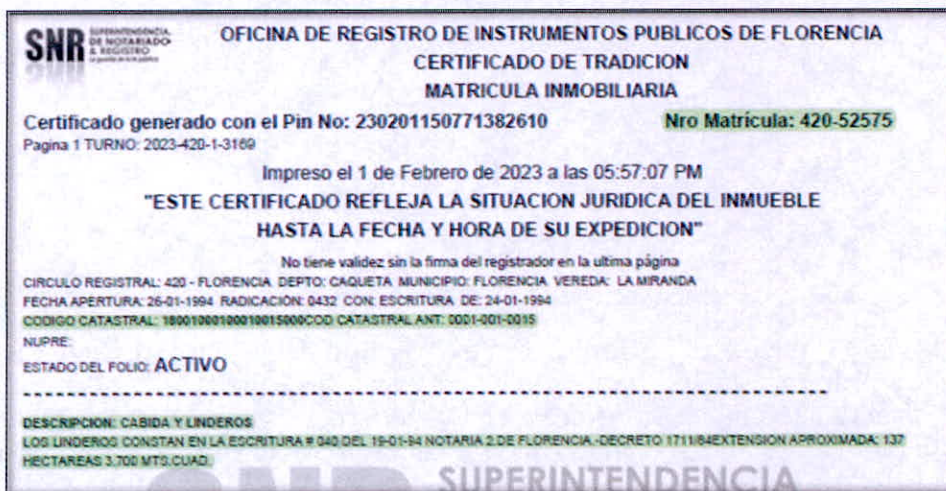 SNR SUPERINTENDENCIA
DE NOTARIADO
& REGISTRO
OFICINA DE REGISTRO DE INSTRUMENTOS PUBLICOS DE FLORENCIA
CERTIFICADO DE TRADICION
MATRICULA INMOBILIARIA
Certificado generado con el Pin No: 230201150771382610
Nro Matrícula: 420-52575
Pagina 1 TURNO: 2023-420-1-3169
Impreso el 1 de Febrero de 2023 a las 05:57:07 PM
"ESTE CERTIFICADO REFLEJA LA SITUACION JURIDICA DEL INMUEBLE
HASTA LA FECHA Y HORA DE SU EXPEDICION"
No tiene validez sin la firma del registrador en la ultima página
CIRCULO REGISTRAL: 420 - FLORENCIA DEPTO: CAQUETA MUNICIPIO: FLORENCIA VEREDA: LA MIRANDA
FECHA APERTURA: 26-01-1994 RADICACIÓN: 0432 CON: ESCRITURA DE: 24-01-1994
CODIGO CATASTRAL: 18001000100010015000COD CATASTRAL ANT: 0001-001-0015
NUPRE:
ESTADO DEL FOLIO: ACTIVO
DESCRIPCION: CABIDA Y LINDEROS
LOS LINDEROS CONSTAN EN LA ESCRITURA # 040 DEL 19-01-94 NOTARIA 2.DE FLORENCIA.-DECRETO 1711/84EXTENSION APROXIMADA: 137
HECTAREAS 3.700 MTS.CUAD.
SUPERINTENDENCIA